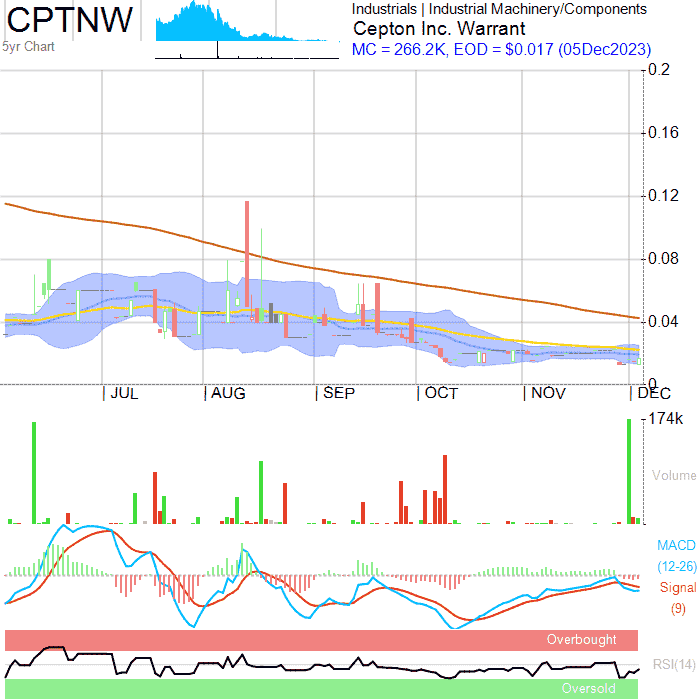 CPTNW
5yr Chart
Industrials | Industrial Machinery/Components
Cepton Inc. Warrant
MC = 266.2K, EOD = $0.017 (05Dec2023)
0.2
0.16
0.12
0.08
0.04
0
| JUL | AUG | SEP | OCT | NOV | DEC
174k
Volume
MACD
(12-26)
Signal
(9)
Overbought
RSI(14)
Oversold